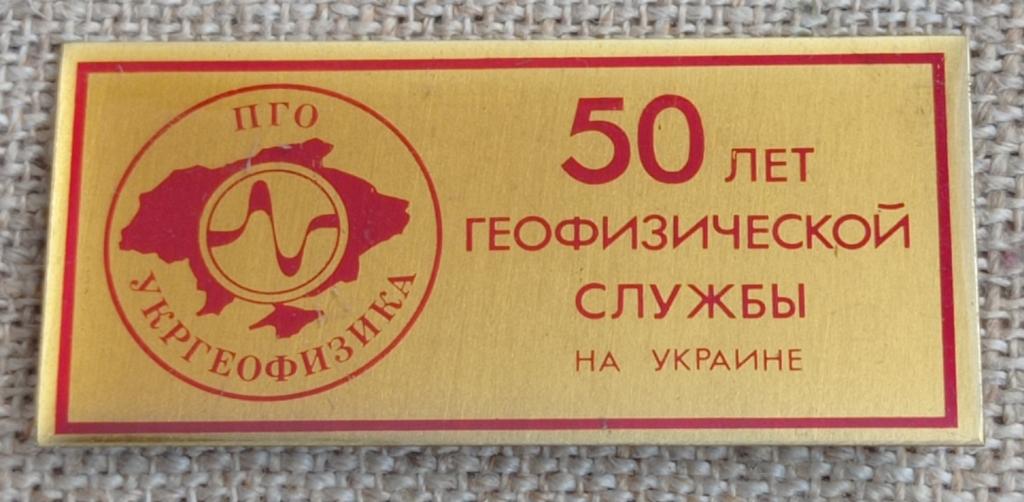 ПГО
УКРГЕОФИЗИКА
50 ЛЕТ
ГЕОФИЗИЧЕСКОЙ
СЛУЖБЫ
НА УКРАИНЕ